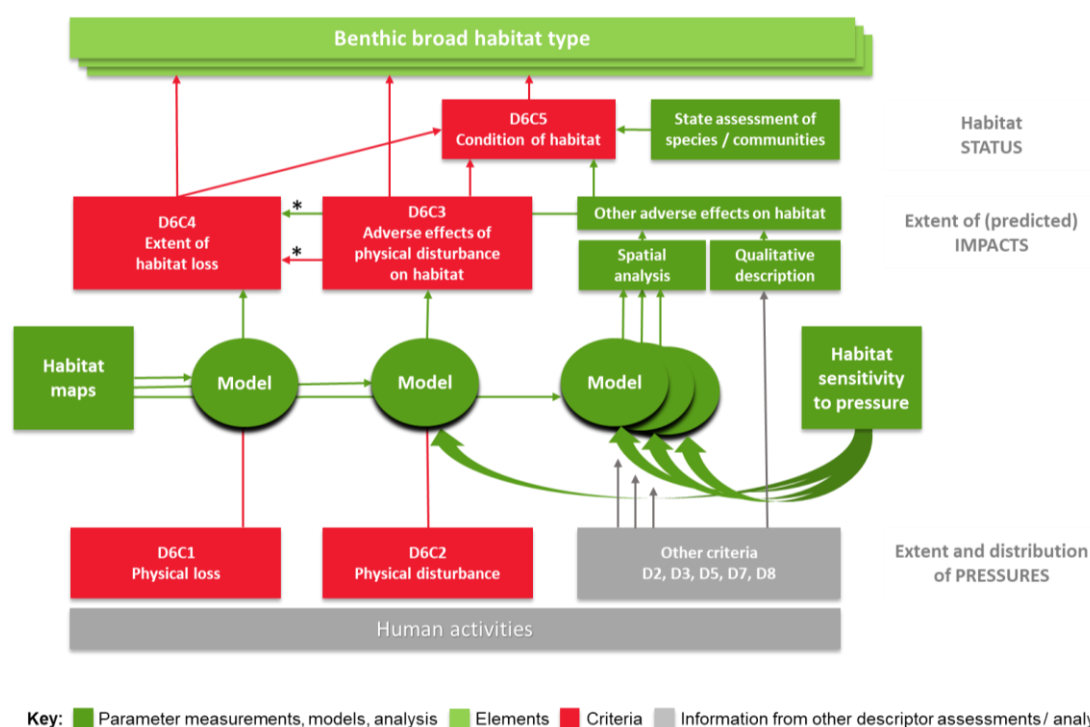 Benthic broad habitat type
D6C5
Condition of habitat
State assessment of
species / communities
Habitat
STATUS
D6C4
Extent of
habitat loss
*
*
D6C3
Adverse effects of
physical disturbance
on habitat
Other adverse effects on habitat
Spatial
analysis
Qualitative
description
Extent of (predicted)
IMPACTS
Habitat
maps
Model
Model
Model
Habitat
sensitivity
to pressure
D6C1
Physical loss
D6C2
Physical disturbance
Other criteria
D2, D3, D5, D7, D8
Extent and distribution
of PRESSURES
Human activities
Key: Parameter measurements, models, analysis Elements Criteria Information from other descriptor assessments/ analy